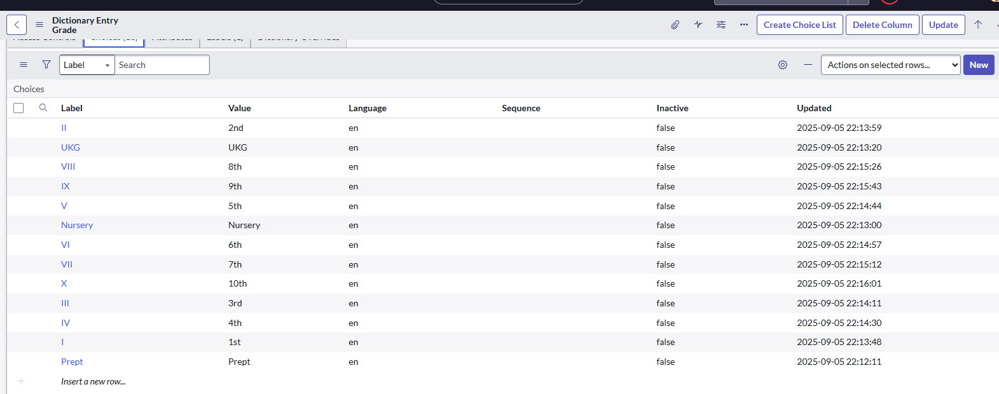 Dictionary Entry
Grade
Create Choice List
Delete Column
Update
Label
Search
Actions on selected rows...
New
Choices
Label Value Language Sequence Inactive Updated
II 2nd en false 2025-09-05 22:13:59
UKG UKG en false 2025-09-05 22:13:20
VIII 8th en false 2025-09-05 22:15:26
IX 9th en false 2025-09-05 22:15:43
V 5th en false 2025-09-05 22:14:44
Nursery Nursery en false 2025-09-05 22:13:00
VI 6th en false 2025-09-05 22:14:57
VII 7th en false 2025-09-05 22:15:12
X 10th en false 2025-09-05 22:16:01
III 3rd en false 2025-09-05 22:14:11
IV 4th en false 2025-09-05 22:14:30
I 1st en false 2025-09-05 22:13:48
Prept Prept en false 2025-09-05 22:12:11
Insert a new row...